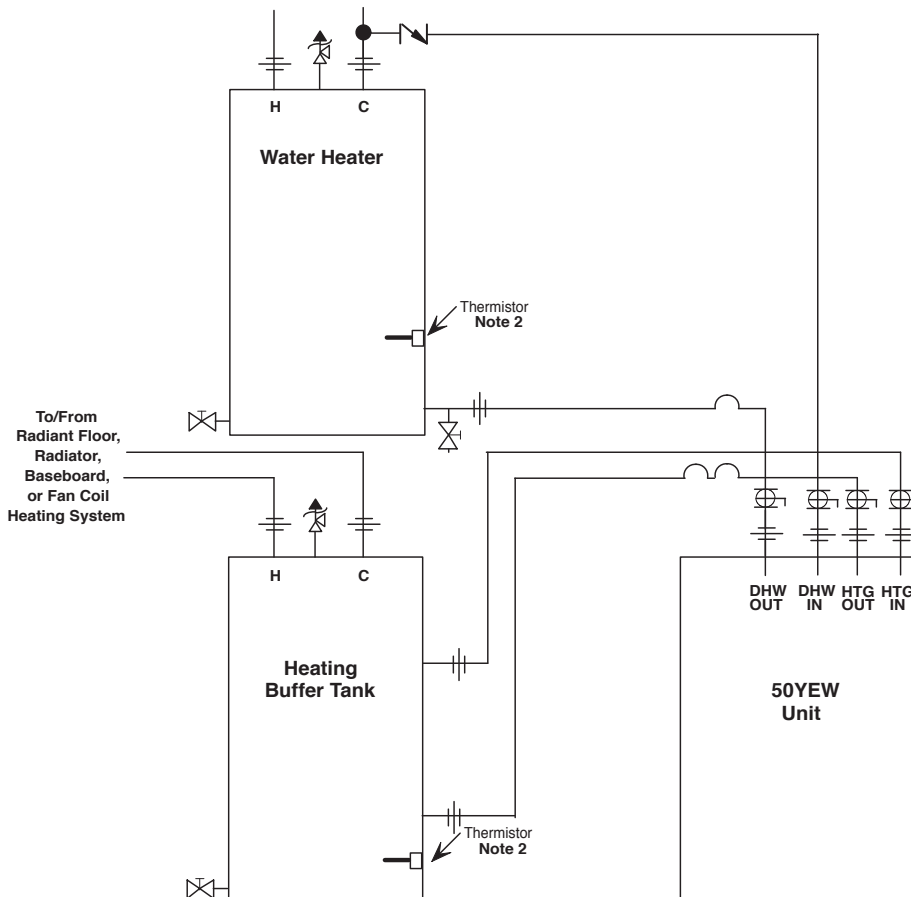 H
C
Water Heater
Thermistor
Note 2
To/From
Radiant Floor,
Radiator,
Baseboard,
or Fan Coil
Heating System
H
C
DHW
OUT
DHW
IN
HTG
OUT
HTG
IN
Heating
Buffer Tank
50YEW
Unit
Thermistor
Note 2